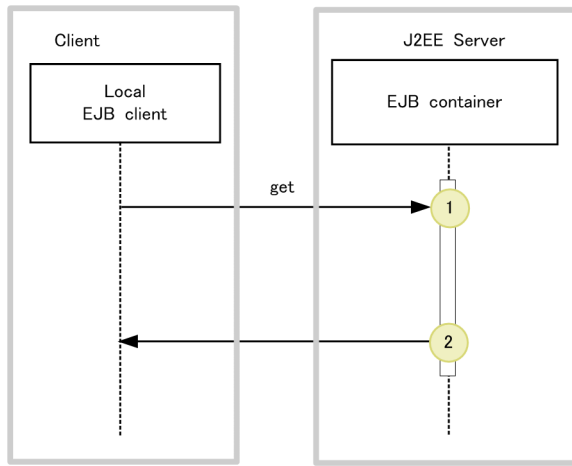 Client
J2EE Server
Local
EJB client
EJB container
get
1
2